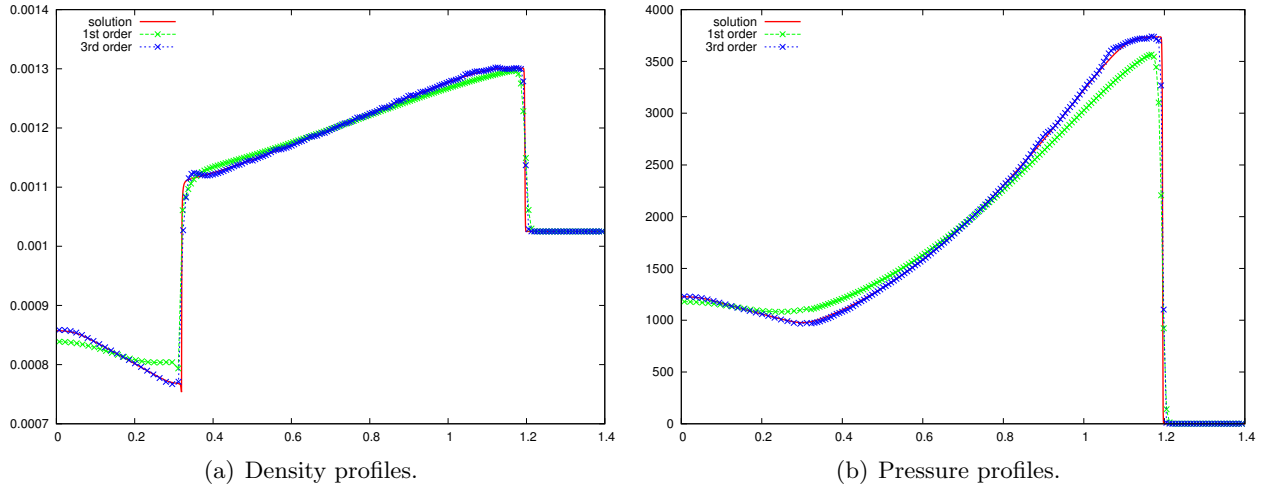 0.0014
0.0013
0.0012
0.0011
0.001
0.0009
0.0008
0.0007
0 0.2 0.4 0.6 0.8 1 1.2 1.4
solution
1st order
3rd order
(a) Density profiles.
4000
3500
3000
2500
2000
1500
1000
500
0
0 0.2 0.4 0.6 0.8 1 1.2 1.4
solution
1st order
3rd order
(b) Pressure profiles.